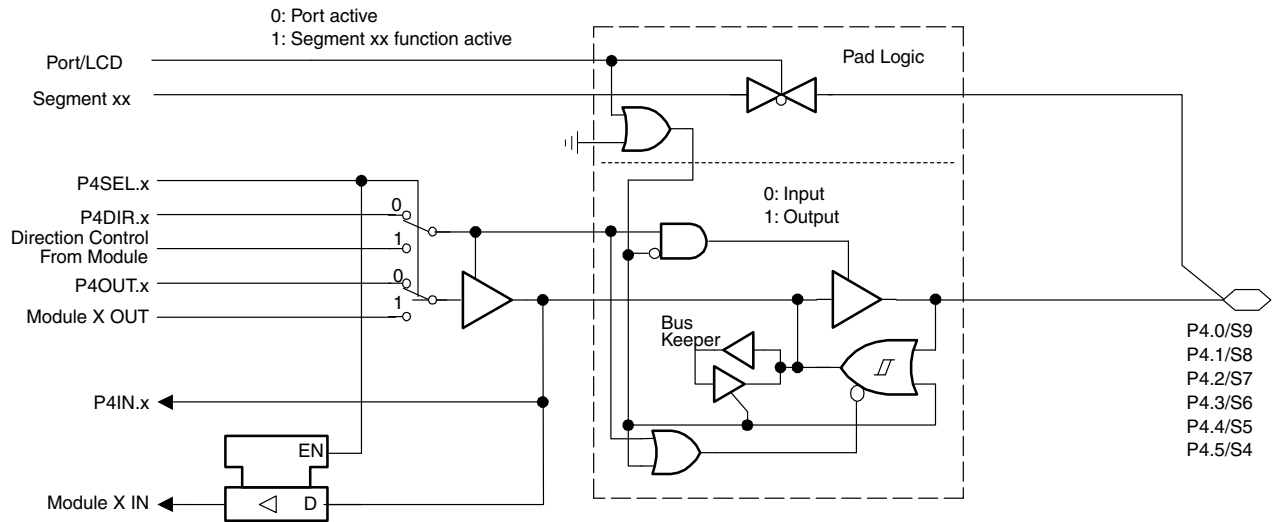 0: Port active
1: Segment xx function active
Port/LCD
Segment xx
Pad Logic
P4SEL.x
P4DIR.x
0
Direction Control
From Module
1
P4OUT.x
0
Module X OUT
1
0: Input
1: Output
Bus
Keeper
P4IN.x
EN
D
Module X IN
P4.0/S9
P4.1/S8
P4.2/S7
P4.3/S6
P4.4/S5
P4.5/S4